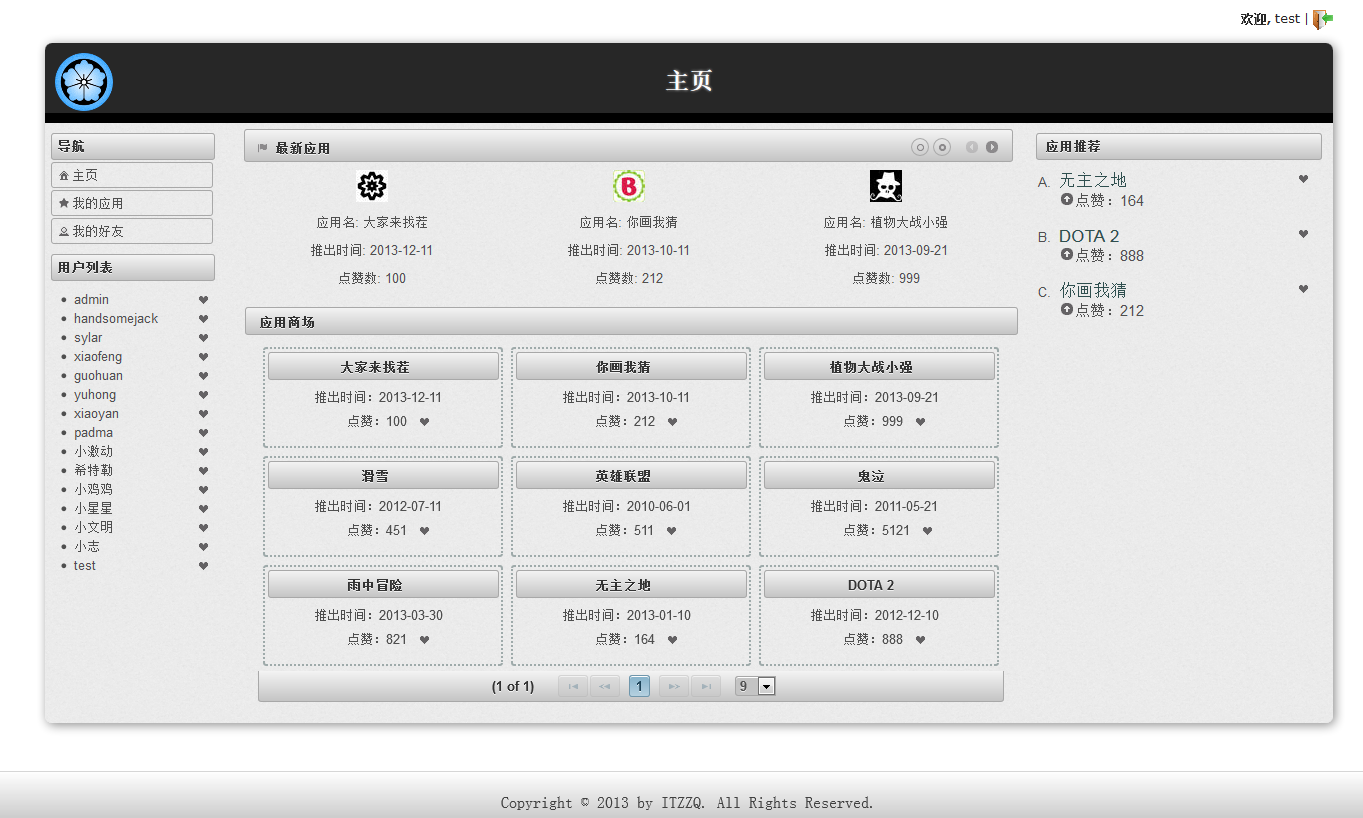 欢迎, test |
主页
导航
主页
我的应用
我的好友
用户列表
admin
handsomejack
sylar
xiaofeng
guohuan
yuhong
xiaoyan
padma
小激动
希特勒
小鸡鸡
小星星
小文明
小志
test
最新应用
应用名: 大家来找茬
推出时间: 2013-12-11
点赞数: 100
B
应用名: 你画我猜
推出时间: 2013-10-11
点赞数: 212
应用名: 植物大战小强
推出时间: 2013-09-21
点赞数: 999
应用商场
大家来找茬
推出时间：2013-12-11
点赞：100
你画我猜
推出时间：2013-10-11
点赞：212
植物大战小强
推出时间：2013-09-21
点赞：999
滑雪
推出时间：2012-07-11
点赞：451
英雄联盟
推出时间：2010-06-01
点赞：511
鬼泣
推出时间：2011-05-21
点赞：5121
雨中冒险
推出时间：2013-03-30
点赞：821
无主之地
推出时间：2013-01-10
点赞：164
DOTA 2
推出时间：2012-12-10
点赞：888
(1 of 1) 1 9
应用推荐
A. 无主之地
点赞：164
B. DOTA 2
点赞：888
C. 你画我猜
点赞：212
Copyright © 2013 by ITZZQ. All Rights Reserved.